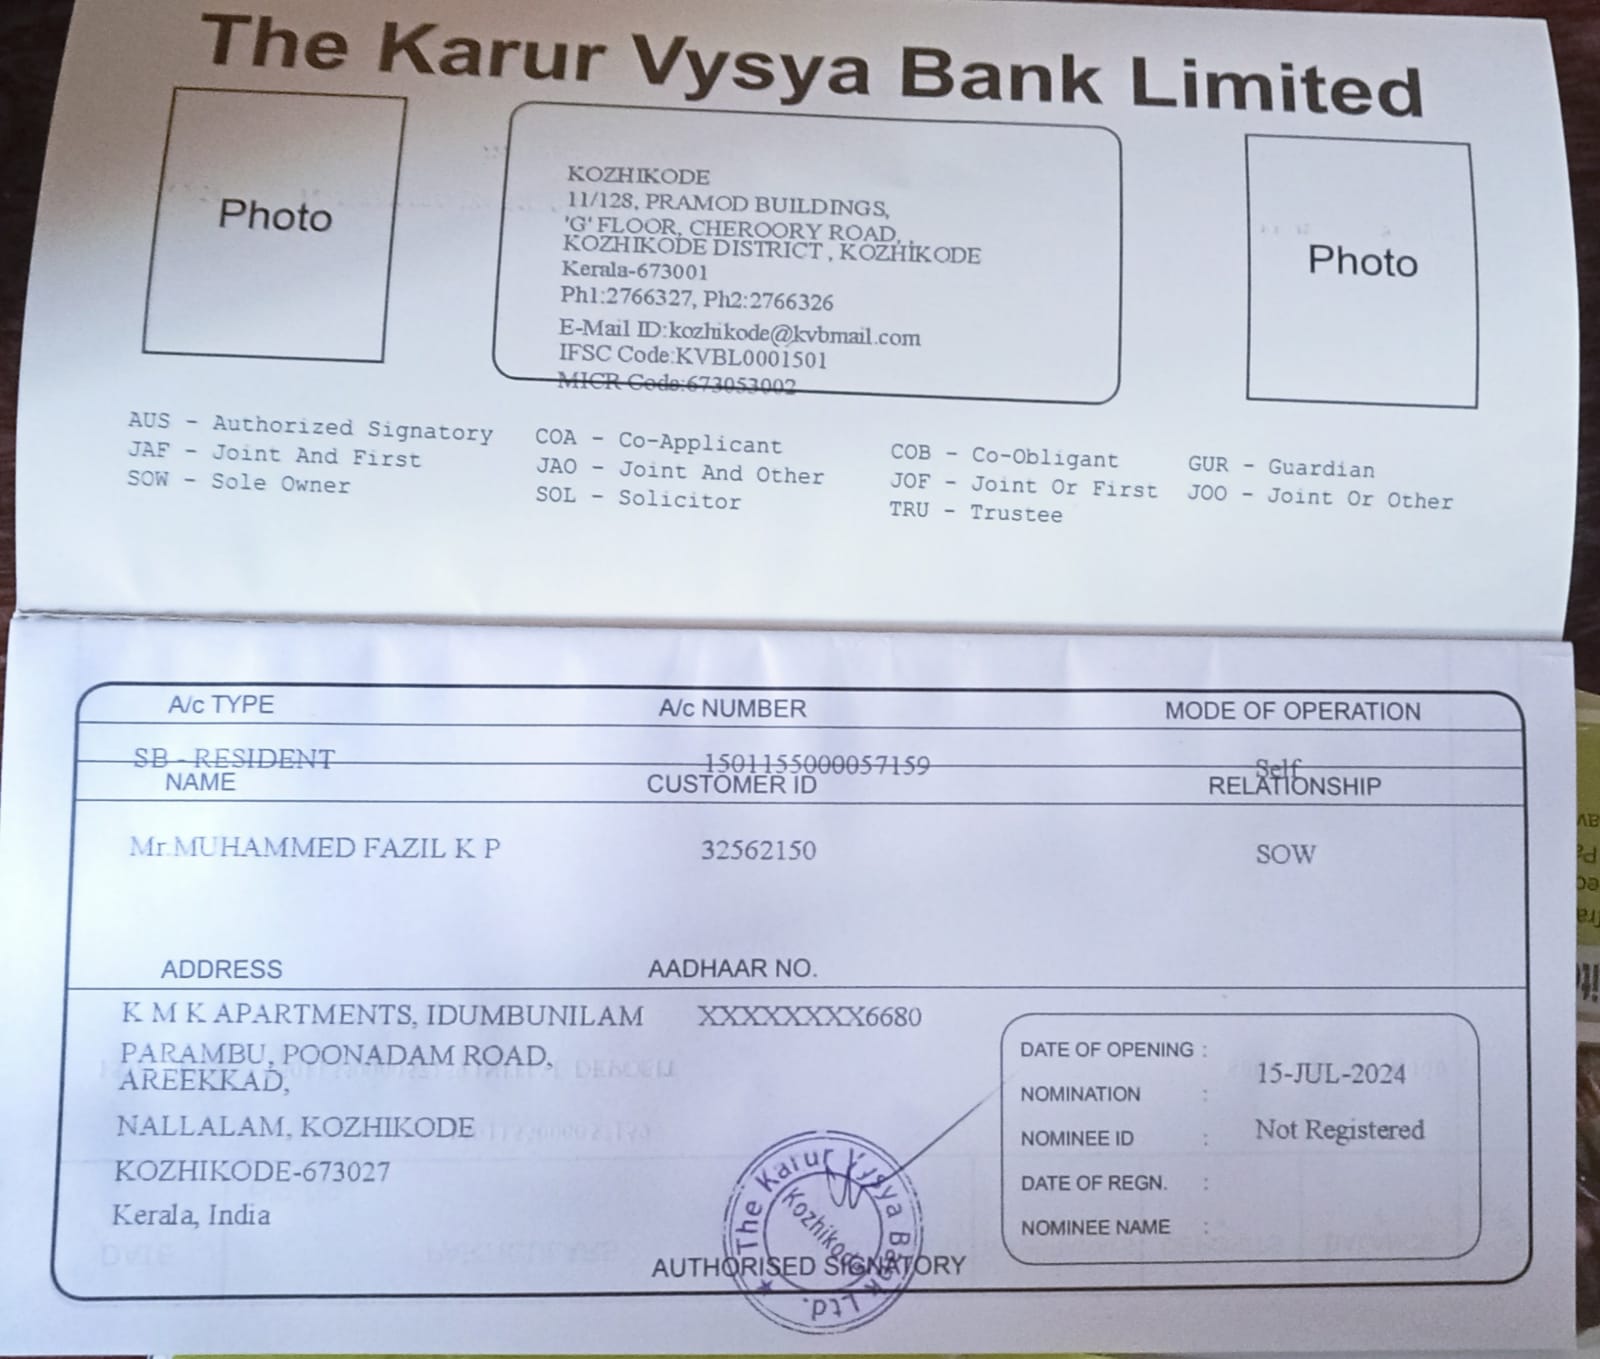 The Karur Vysya Bank Limited
Photo
KOZHIKODE
11/128, PRAMOD BUILDINGS,
'G' FLOOR, CHEROORY ROAD,
KOZHIKODE DISTRICT , KOZHIKODE
Kerala-673001
Ph1:2766327, Ph2:2766326
E-Mail ID:kozhikode@kvbmail.com
IFSC Code:KVBL0001501
MICR Code:673053002
Photo
AUS - Authorized Signatory COA - Co-Applicant COB - Co-Obligant GUR - Guardian
JAF - Joint And First JAO - Joint And Other JOF - Joint Or First JOO - Joint Or Other
SOW - Sole Owner SOL - Solicitor TRU - Trustee
A/c TYPE A/c NUMBER MODE OF OPERATION
SB - RESIDENT 1501155000057159 Self
NAME CUSTOMER ID RELATIONSHIP
Mr.MUHAMMED FAZIL K P 32562150 SOW
ADDRESS AADHAAR NO.
K M K APARTMENTS, IDUMBUNILAM XXXXXXXX6680
PARAMBU, POONADAM ROAD,
AREEKKAD,
NALLALAM, KOZHIKODE
KOZHIKODE-673027
Kerala, India
DATE OF OPENING : 15-JUL-2024
NOMINATION : Not Registered
NOMINEE ID :
DATE OF REGN. :
NOMINEE NAME :
The Karur Vysya Bank Ltd.
Kozhikode
AUTHORISED SIGNATORY